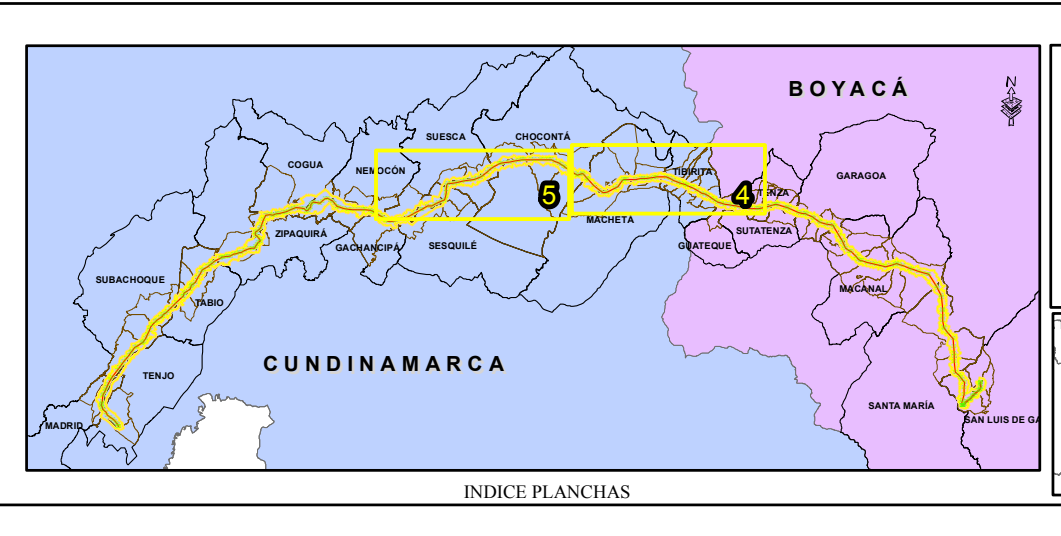 BOYACÁ
N
SUESCA
CHOCONTÁ
COGUA
NEMOCÓN
TIBIRITA
GARAGOA
5
4
TENZA
MACHETA
ZIPAQUIRÁ
SUTATENZA
GACHANCIPÁ
SESQUILÉ
GUATEQUE
SUBACHOQUE
MACANAL
TABIO
CUNDINAMARCA
TENJO
SANTA MARÍA
MADRID
SAN LUIS DE GA
INDICE PLANCHAS